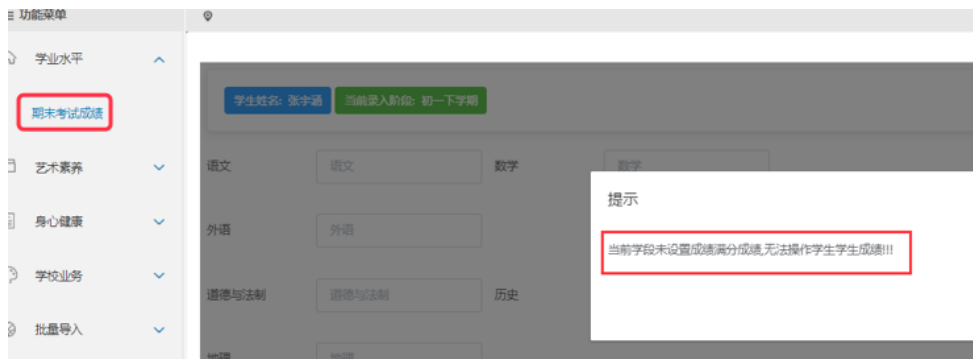 功能菜单
学业水平
期末考试成绩
艺术素养
身心健康
学校业务
批量导入
学生姓名: 张宇涵 当前录入阶段: 初一下学期
语文 语文 数学 数学
外语 外语
道德与法制 道德与法制 历史
地理 地理
提示
当前学段未设置成绩满分成绩,无法操作学生学生成绩!!!